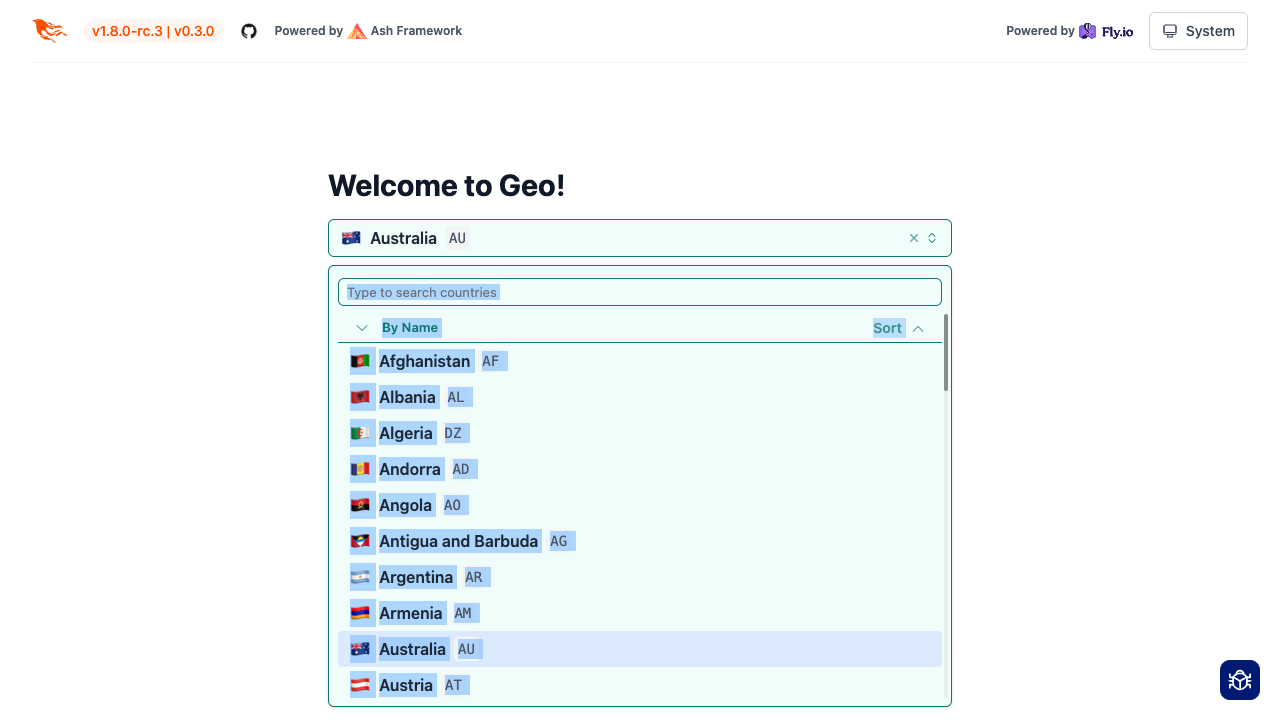 v1.8.0-rc.3 | v0.3.0 Powered by Ash Framework Powered by Fly.io System
Welcome to Geo!
Australia AU
Type to search countries
By Name Sort
Afghanistan AF
Albania AL
Algeria DZ
Andorra AD
Angola AO
Antigua and Barbuda AG
Argentina AR
Armenia AM
Australia AU
Austria AT